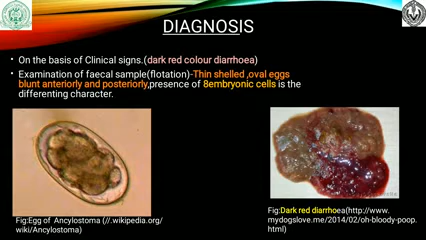 DIAGNOSIS
• On the basis of Clinical signs.(dark red colour diarrhoea)
• Examination of faecal sample(flotation)-Thin shelled ,oval eggs
blunt anteriorly and posteriorly,presence of 8embryonic cells is the
differenting character.
Fig:Egg of Ancylostoma (//.wikipedia.org/
wiki/Ancylostoma)
Fig:Dark red diarrhoea(http://www.
mydogslove.me/2014/02/oh-bloody-poop.
html)